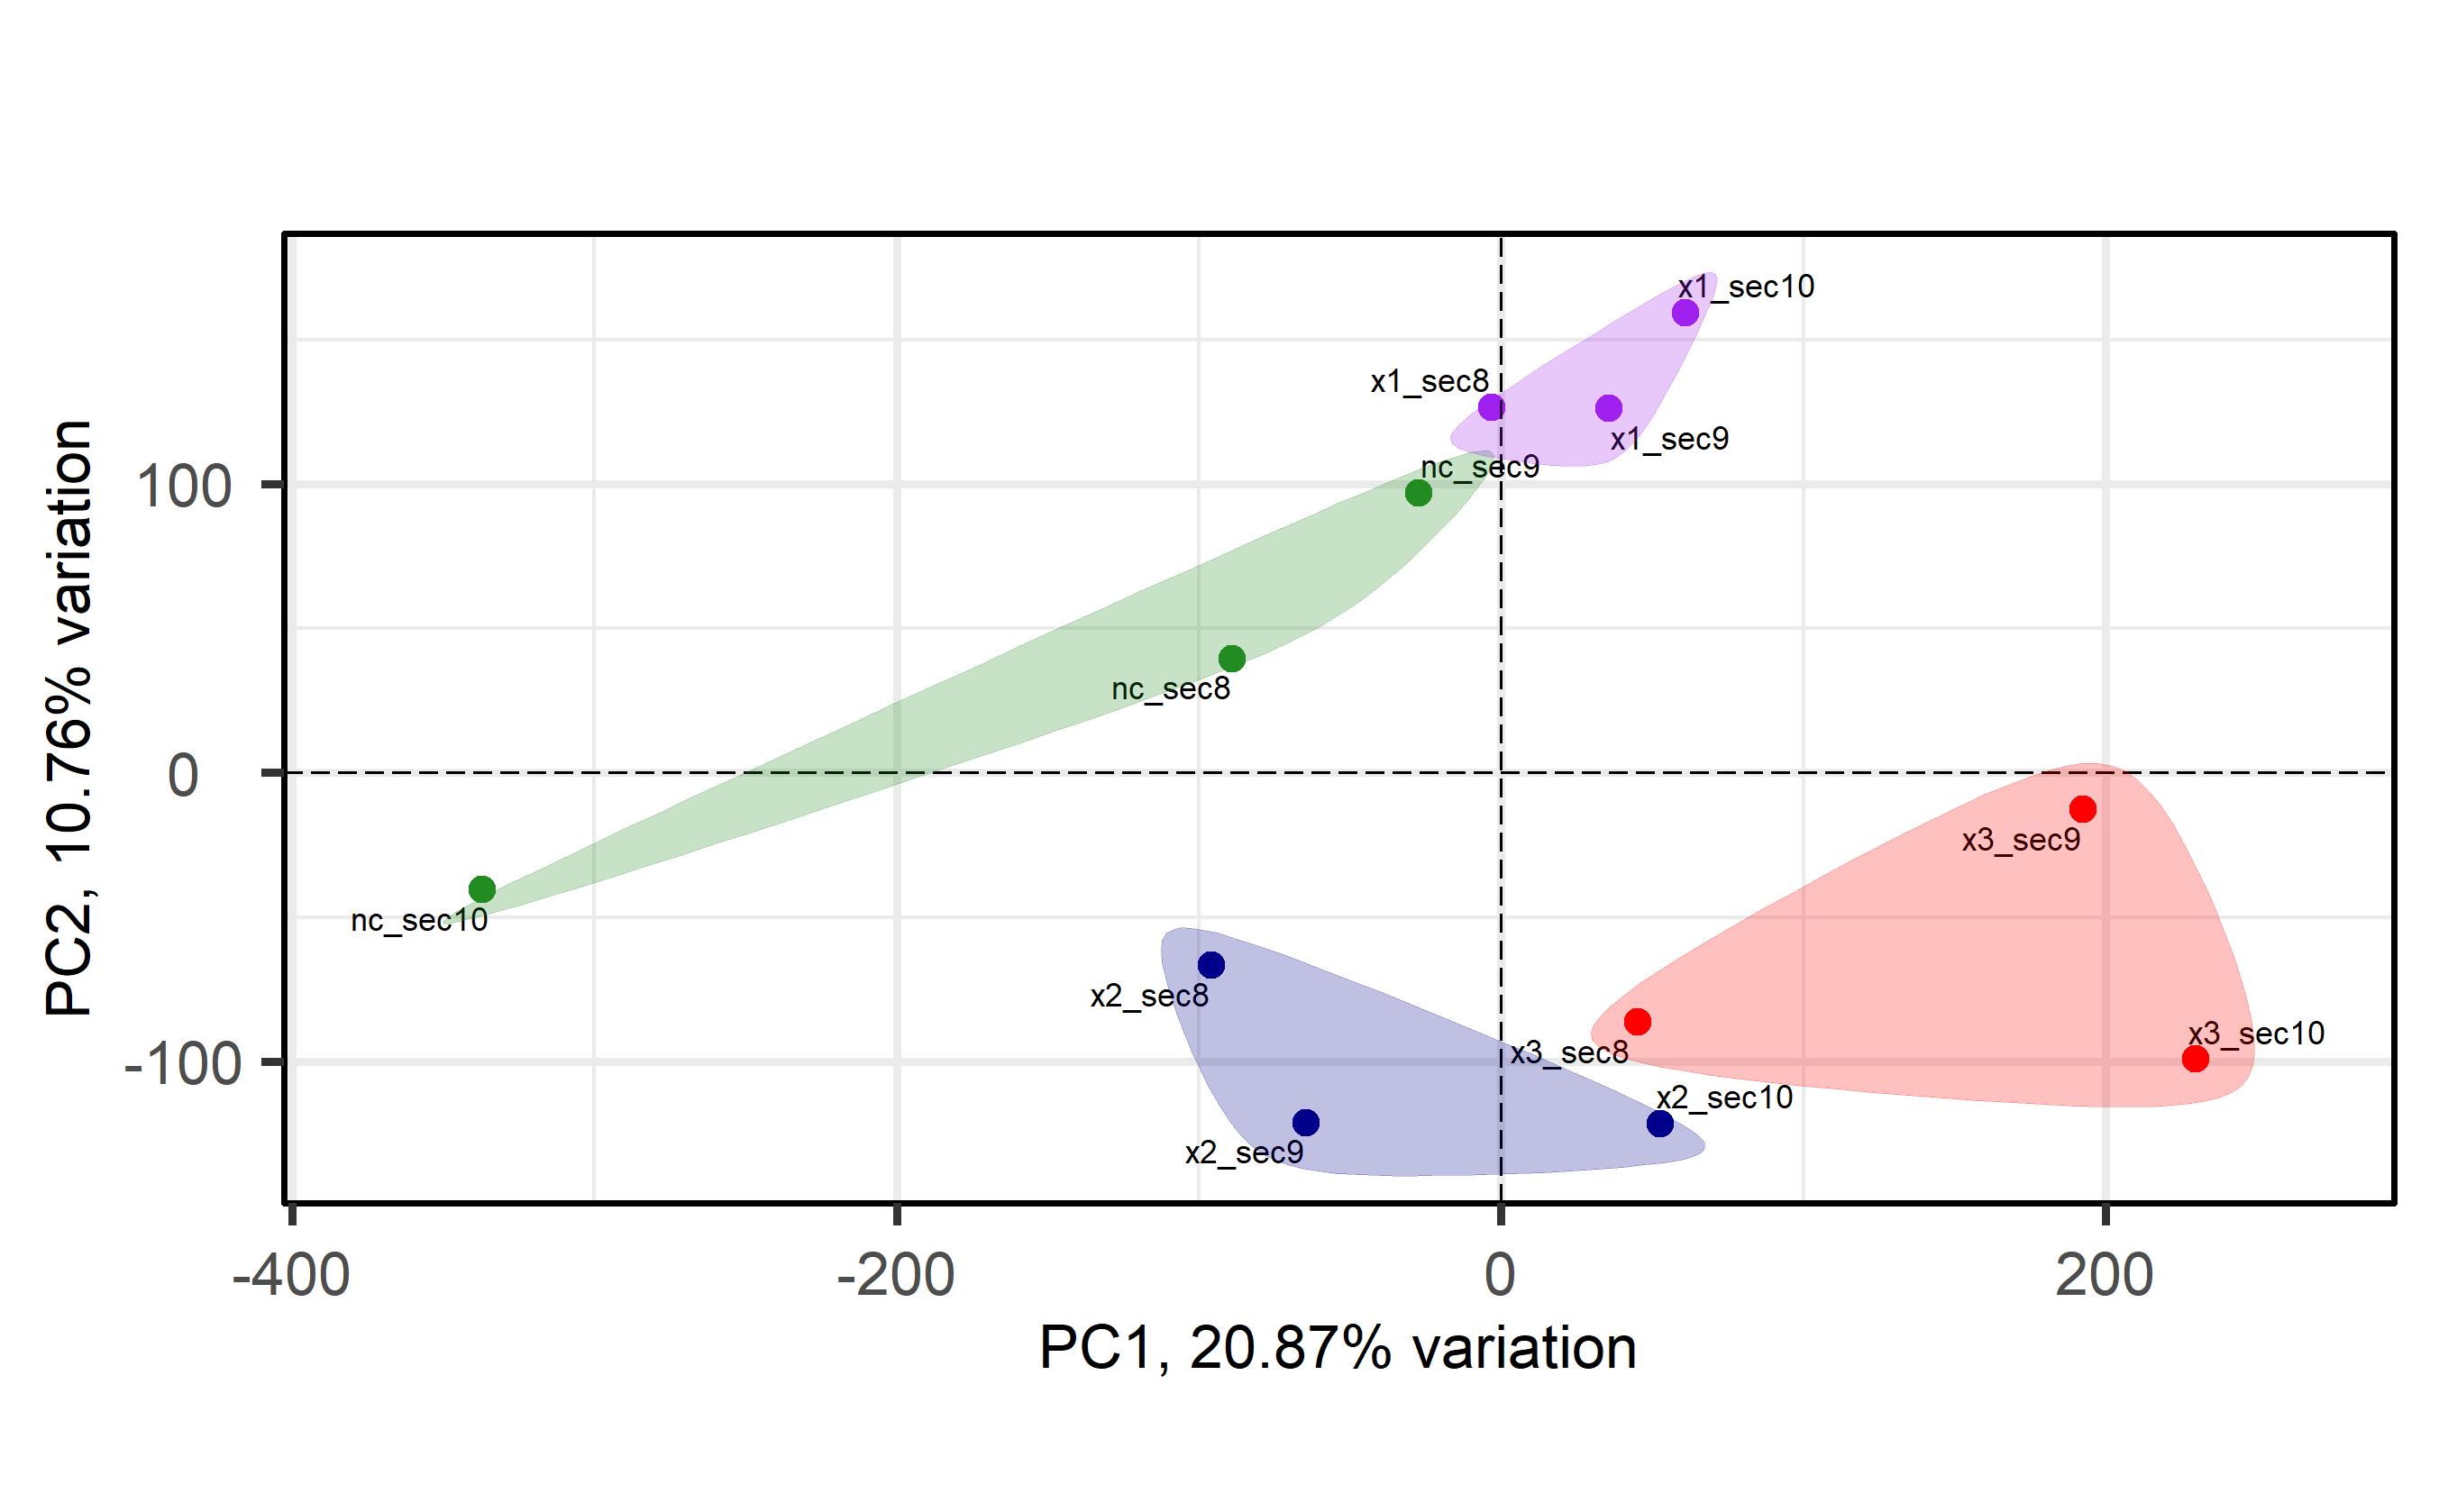 x1_sec10
x1_sec8
x1_sec9
nc_sec9
100
nc_sec8
0
x3_sec9
nc_sec10
x2_sec8
x3_sec10
x3_sec8
-100
x2_sec10
x2_sec9
PC2, 10.76% variation
-400 -200 0 200
PC1, 20.87% variation